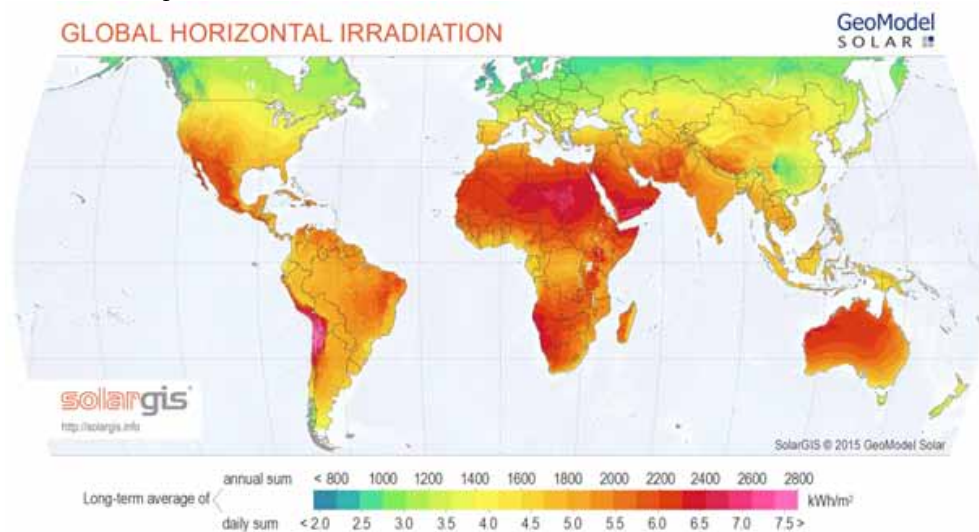 GLOBAL HORIZONTAL IRRADIATION
GeoModel
SOLAR
solargis
http://solargis.info
SolarGIS © 2015 GeoModel Solar
Long-term average of
annual sum < 800 1000 1200 1400 1600 1800 2000 2200 2400 2600 2800
kWh/m²
daily sum < 2.0 2.5 3.0 3.5 4.0 4.5 5.0 5.5 6.0 6.5 7.0 7.5 >